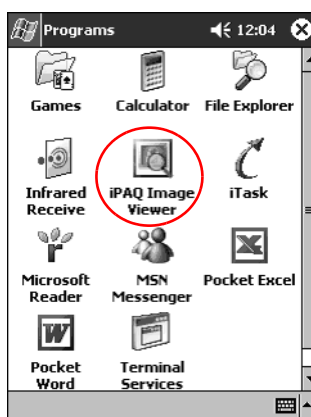 Programs 12:04
Games Calculator File Explorer
Infrared iPAQ Image iTask
Receive Viewer
Microsoft MSN Pocket Excel
Reader Messenger
Pocket Terminal
Word Services